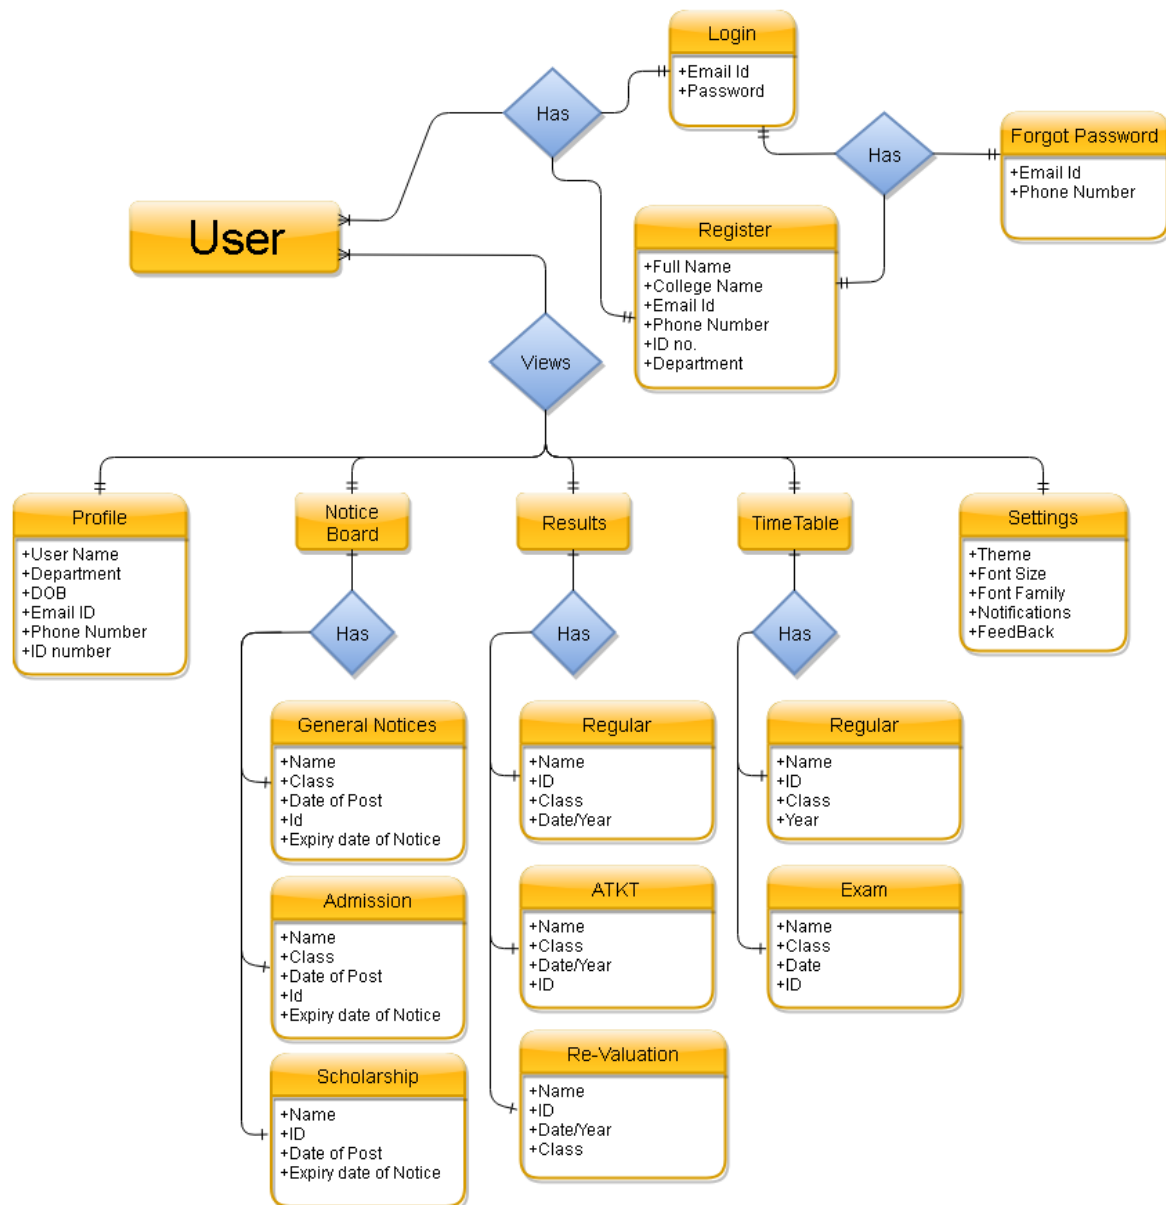 Login
+Email Id
+Password
Has
Forgot Password
+Email Id
+Phone Number
Has
User
Register
+Full Name
+College Name
+Email Id
+Phone Number
+ID no.
+Department
Views
Profile
+User Name
+Department
+DOB
+Email ID
+Phone Number
+ID number
Notice
Board
Results
TimeTable
Settings
+Theme
+Font Size
+Font Family
+Notifications
+FeedBack
Has
Has
Has
General Notices
+Name
+Class
+Date of Post
+Id
+Expiry date of Notice
Regular
+Name
+ID
+Class
+Date/Year
Regular
+Name
+ID
+Class
+Year
Admission
+Name
+Class
+Date of Post
+Id
+Expiry date of Notice
ATKT
+Name
+Class
+Date/Year
+ID
Exam
+Name
+Class
+Date
+ID
Scholarship
+Name
+ID
+Date of Post
+Expiry date of Notice
Re-Valuation
+Name
+ID
+Date/Year
+Class